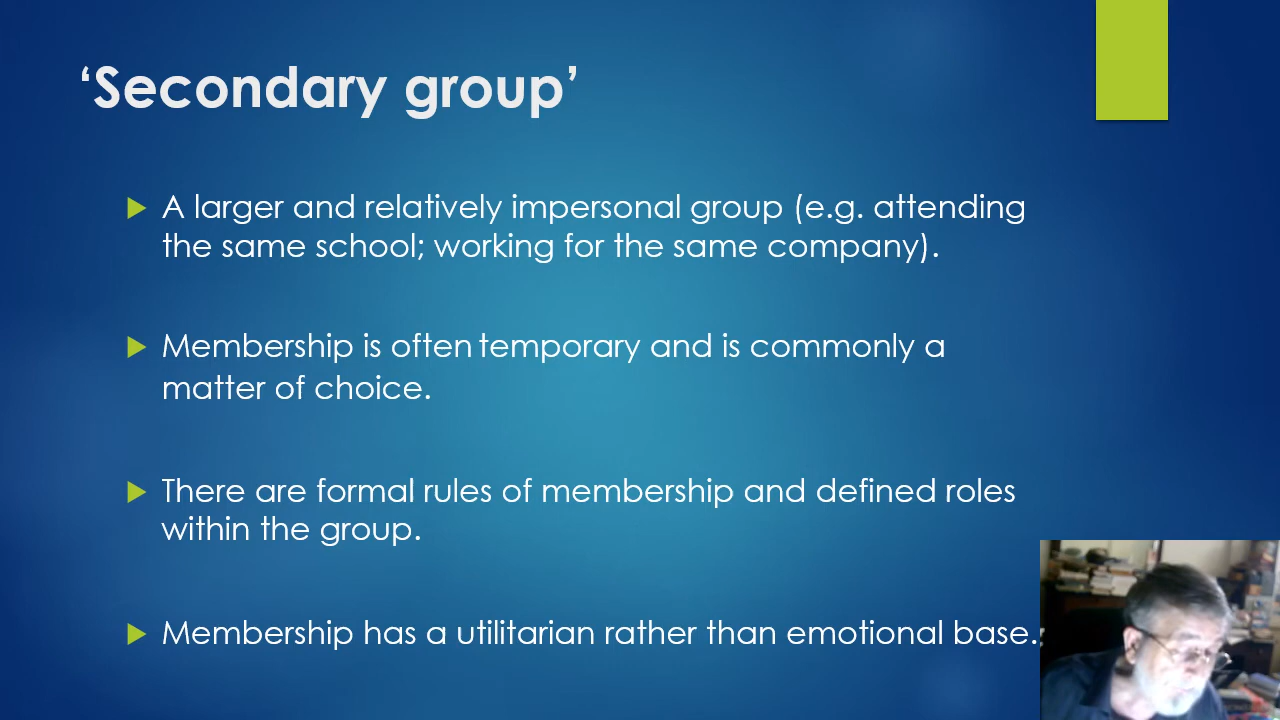 ‘Secondary group’
A larger and relatively impersonal group (e.g. attending
the same school; working for the same company).
Membership is often temporary and is commonly a
matter of choice.
There are formal rules of membership and defined roles
within the group.
Membership has a utilitarian rather than emotional base.